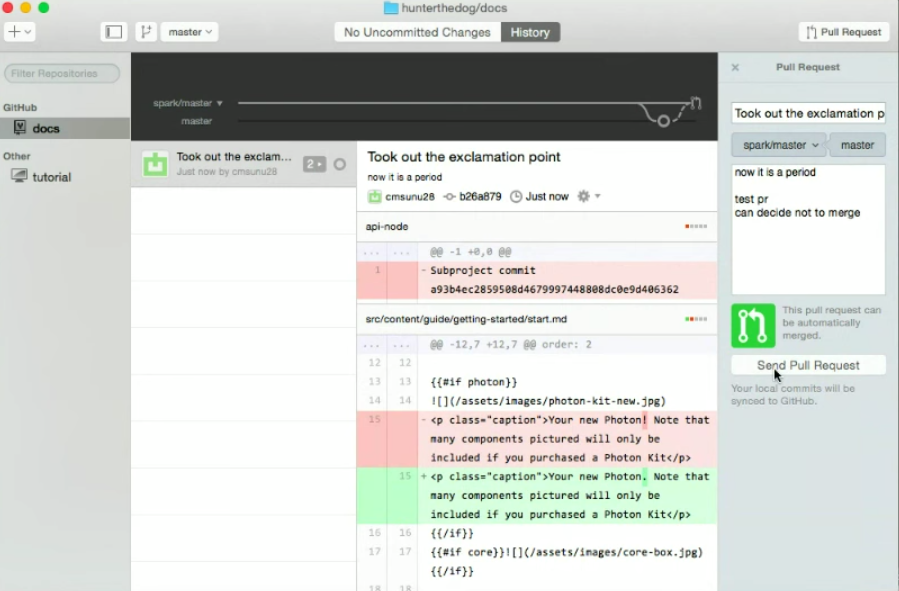 hunterthedog/docs
master
No Uncommitted Changes
History
Pull Request
Filter Repositories
GitHub
docs
Other
tutorial
spark/master
master
Took out the exclam...
Just now by cmsunu28
2
Took out the exclamation point
now it is a period
cmsunu28
b26a879
Just now
api-node
... ... @@ -1 +0,0 @@
1 -Subproject commit
a93b4ec2859508d4679997448808dc0e9d406362
src/content/guide/getting-started/start.md
... ... @@ -12,7 +12,7 @@ order: 2
12 12
13 13 {{#if photon}}
14 14 ![](/assets/images/photon-kit-new.jpg)
15 -<p class="caption">Your new Photon! Note that
many components pictured will only be
included if you purchased a Photon Kit</p>
15 +<p class="caption">Your new Photon. Note that
many components pictured will only be
included if you purchased a Photon Kit</p>
16 16 {{/if}}
17 17 {{#if core}}![](/assets/images/core-box.jpg)
{{/if}}
18 18
Pull Request
Took out the exclamation p
spark/master
master
now it is a period
test pr
can decide not to merge
This pull request can
be automatically
merged.
Send Pull Request
Your local commits will be
synced to GitHub.